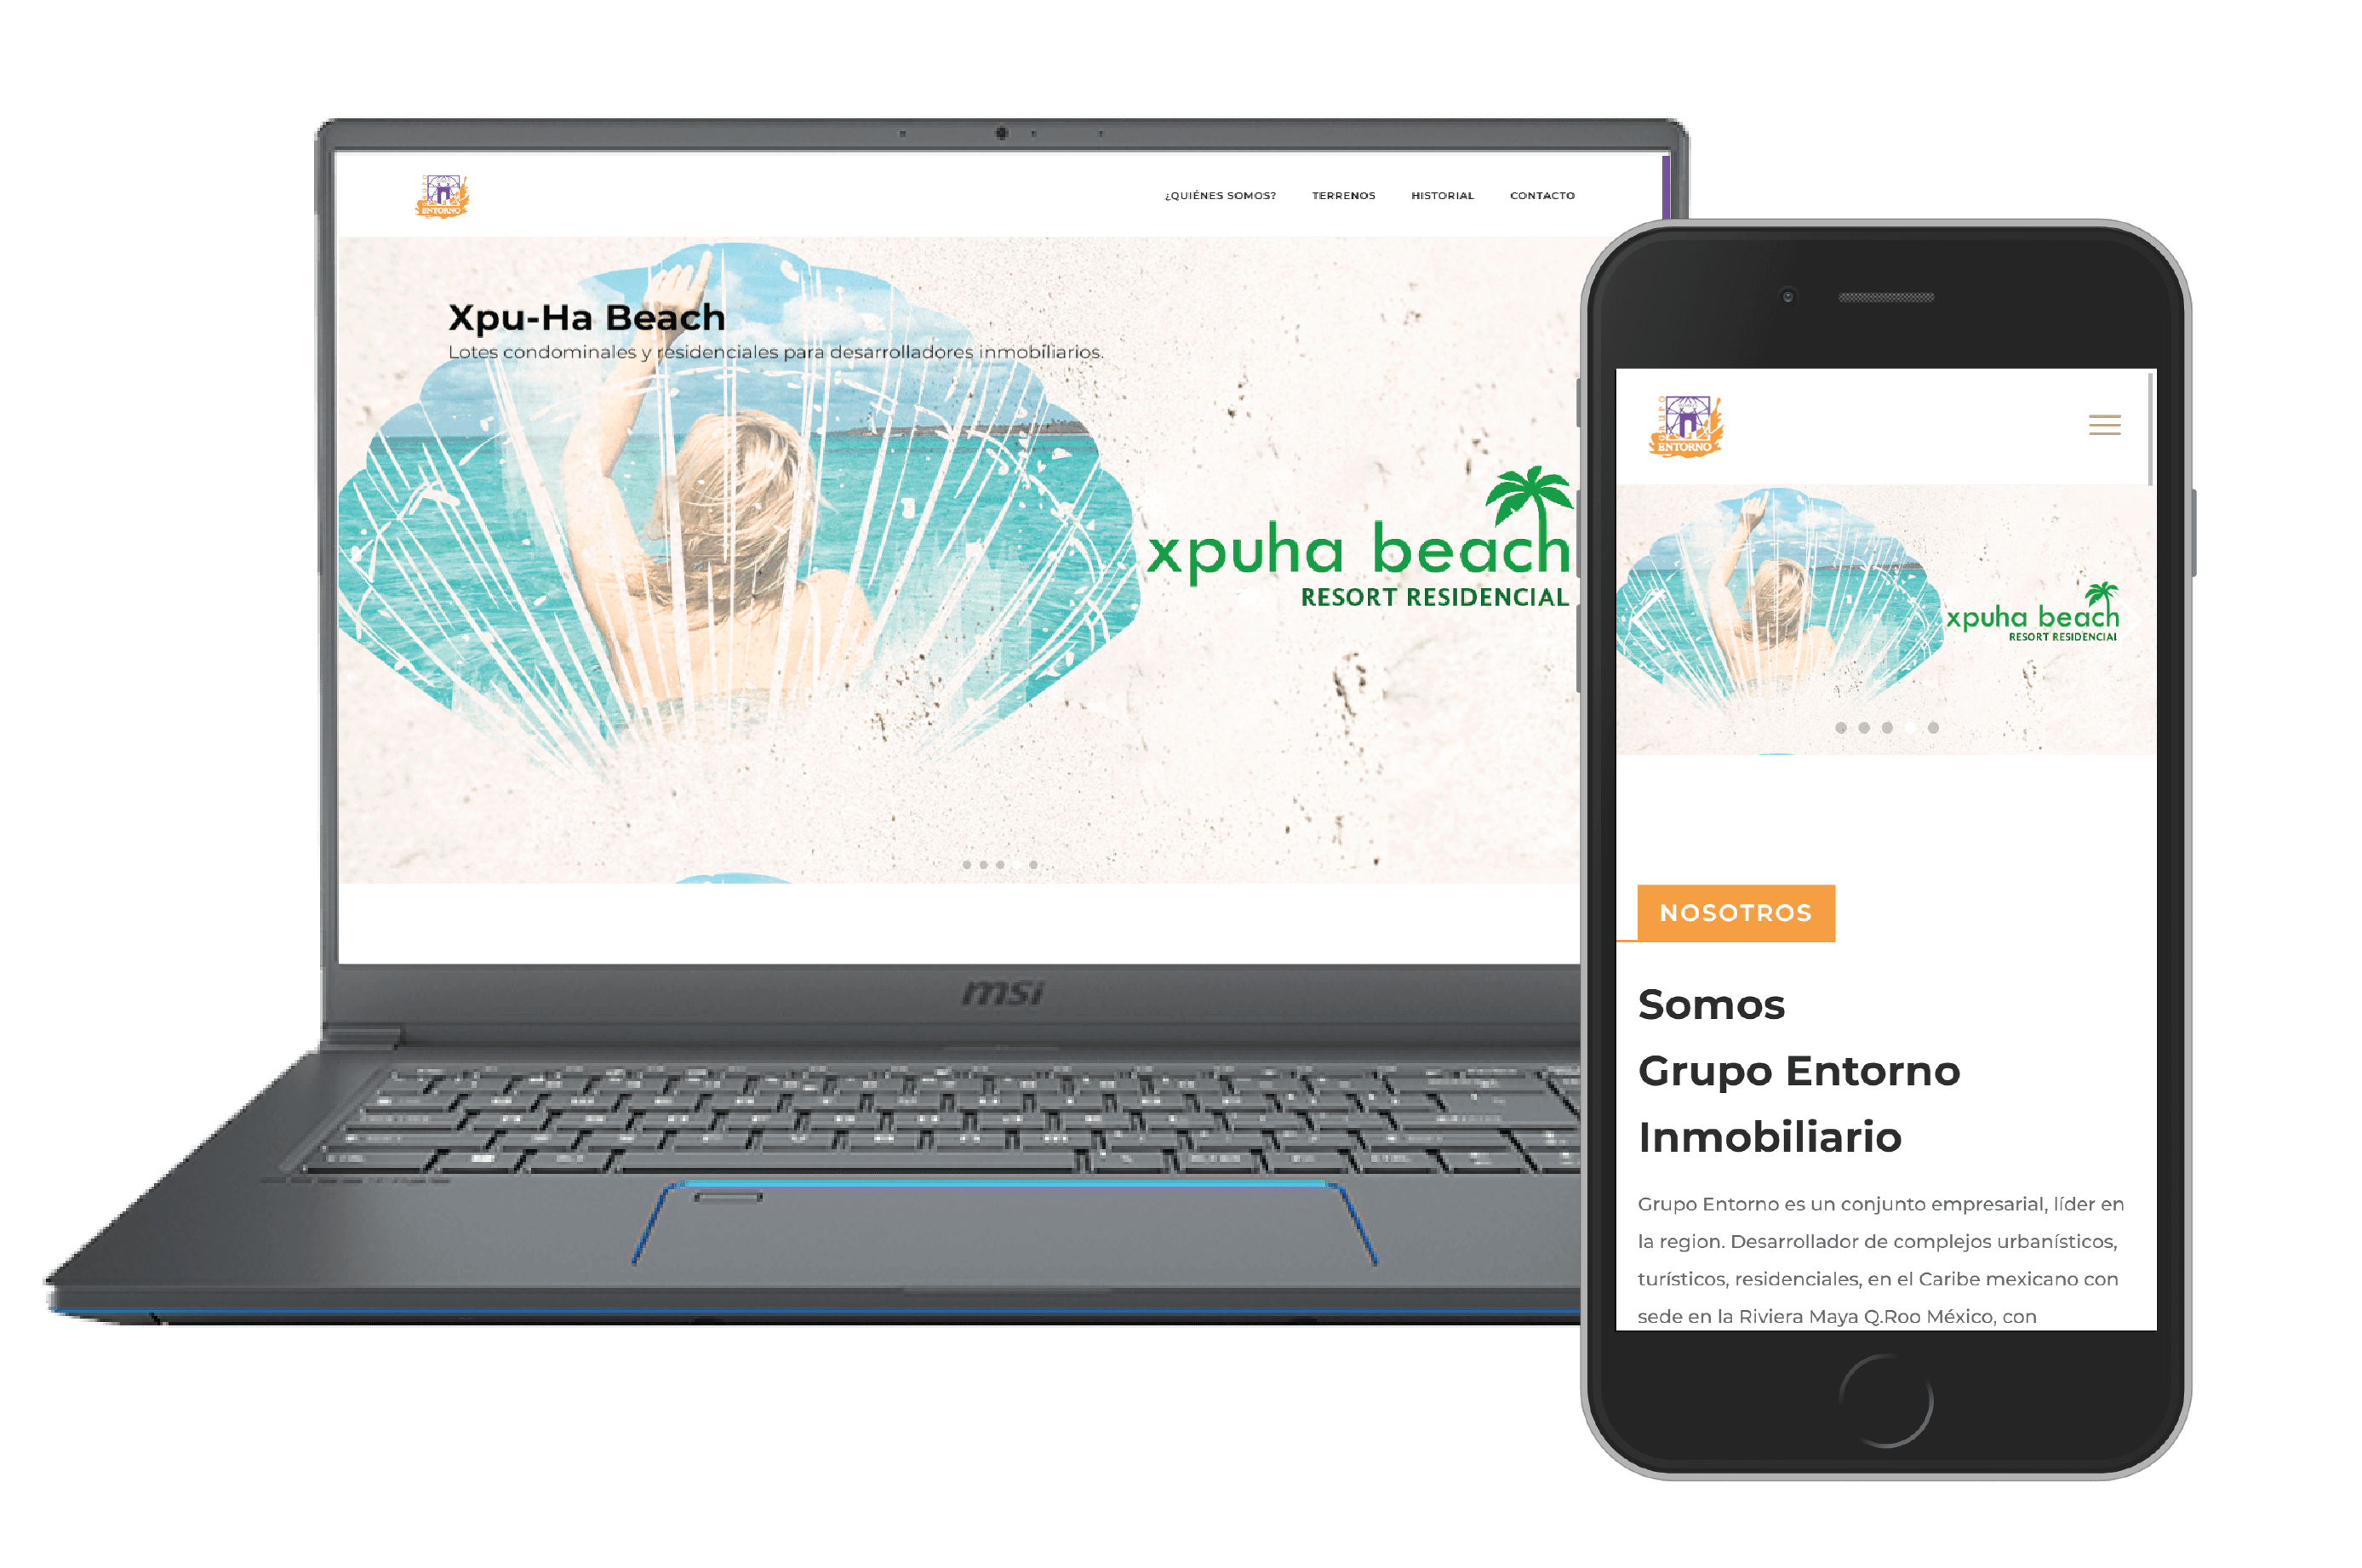 GRUPO
ENTORNO
¿QUIÉNES SOMOS? TERRENOS HISTORIAL CONTACTO
Xpu-Ha Beach
Lotes condominales y residenciales para desarrolladores inmobiliarios.
xpuha beach
RESORT RESIDENCIAL
msi
GRUPO
ENTORNO
xpuha beach
RESORT RESIDENCIAL
NOSOTROS
Somos
Grupo Entorno
Inmobiliario
Grupo Entorno es un conjunto empresarial, líder en
la region. Desarrollador de complejos urbanísticos,
turísticos, residenciales, en el Caribe mexicano con
sede en la Riviera Maya Q.Roo México, con